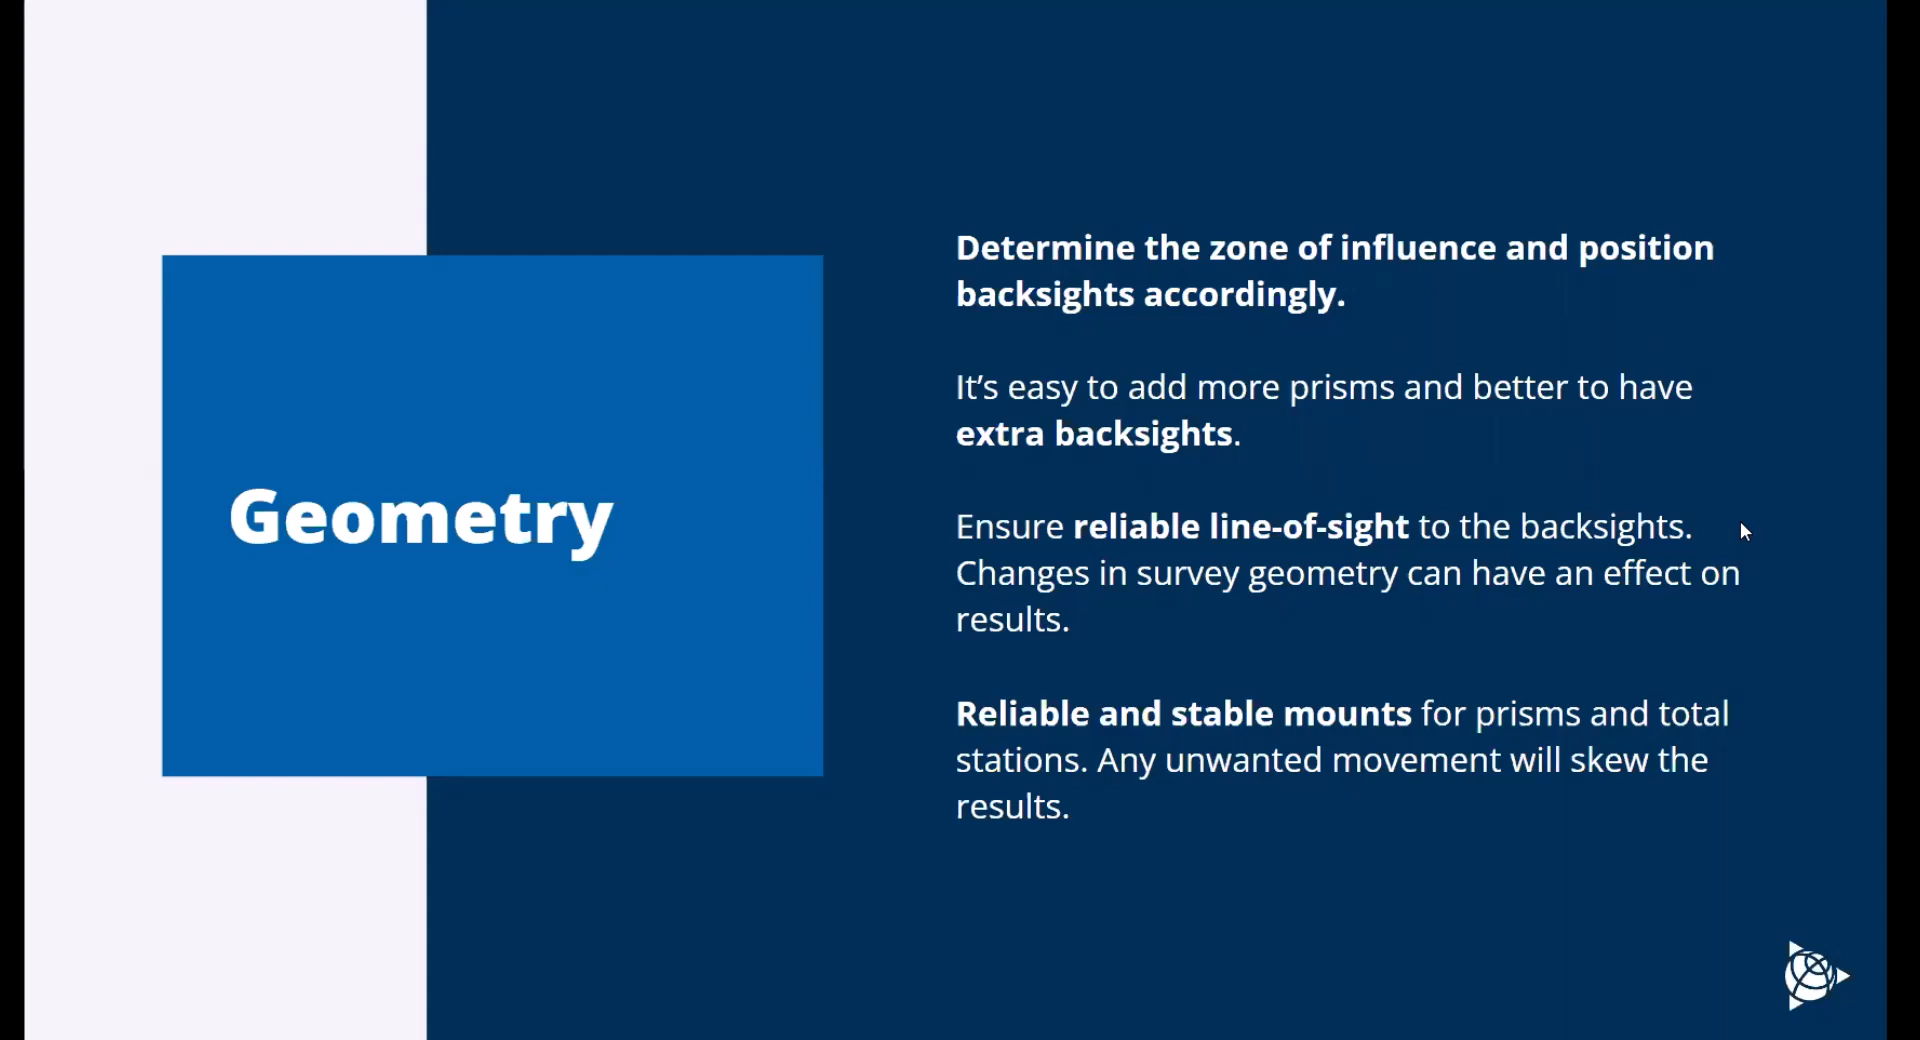 Geometry
Determine the zone of influence and position
backsights accordingly.
It’s easy to add more prisms and better to have
extra backsights.
Ensure reliable line-of-sight to the backsights.
Changes in survey geometry can have an effect on
results.
Reliable and stable mounts for prisms and total
stations. Any unwanted movement will skew the
results.